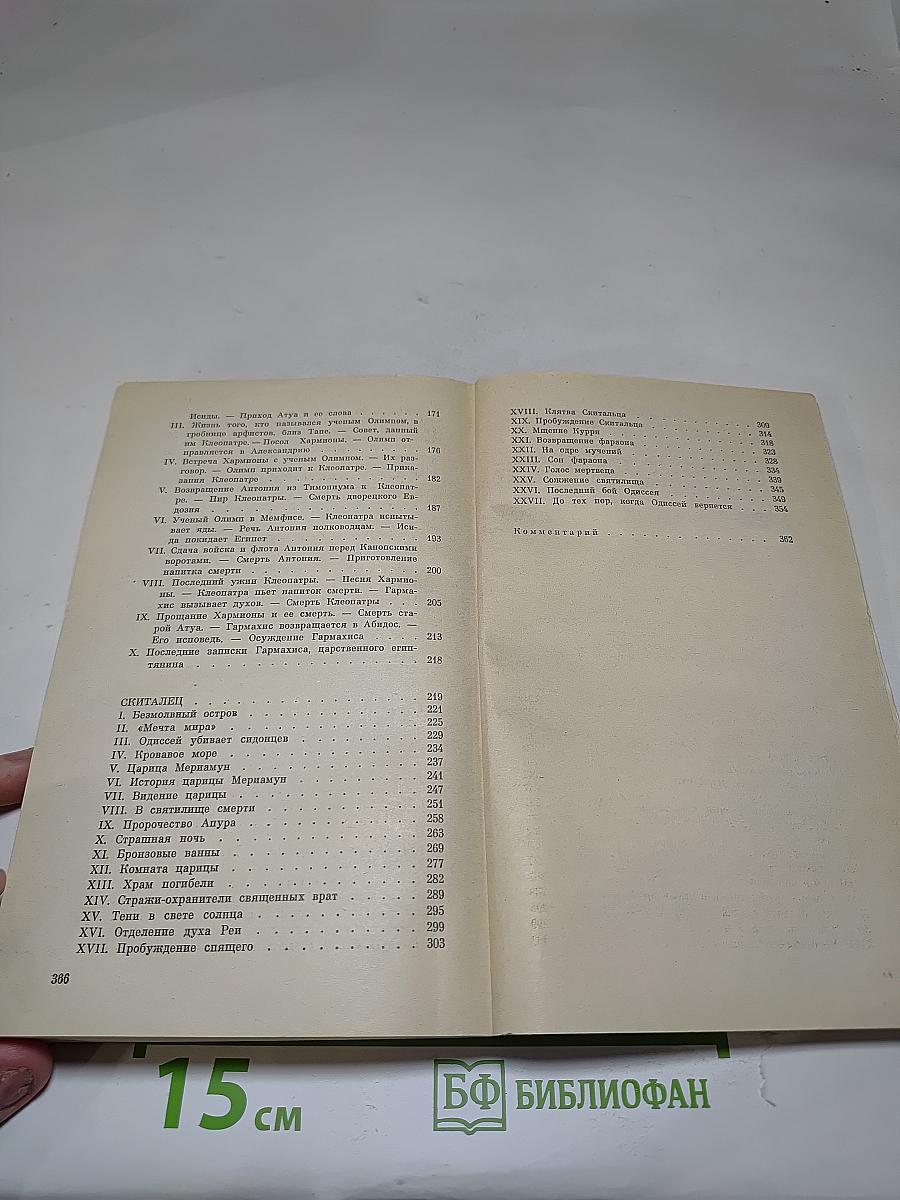 Исиды. — Приход Атуа и ее слова . . . . . . 171
III. Жизнь того, кто назывался ученым Олимпом, в
гробнице арфистов, близ Тапе. — Совет, данный
им Клеопатре. — Посол Хармионы. — Олимп от-
правляется в Александрию . . . . . . . . 176
IV. Встреча Хармионы с ученым Олимпом. — Их раз-
говор. — Олимп приходит к Клеопатре. — Прика-
зания Клеопатре . . . . . . . . . . . . 182
V. Возвращение Антония из Тимониума к Клеопат-
ре. — Пир Клеопатры. — Смерть дворецкого Ев-
дозия . . . . . . . . . . . . . . . . 187
VI. Ученый Олимп в Мемфисе. — Клеопатра испыты-
вает яды. — Речь Антония полководцам. — Иси-
да покидает Египет . . . . . . . . . . . 193
VII. Сдача войска и флота Антония перед Канопскими
воротами. — Смерть Антония. — Приготовление
напитка смерти . . . . . . . . . . . . . 200
VIII. Последний ужин Клеопатры. — Песня Хармио-
ны. — Клеопатра пьет напиток смерти. — Гарма-
хис вызывает духов. — Смерть Клеопатры . . . 205
IX. Прощание Хармионы и ее смерть. — Смерть ста-
рой Атуа. — Гармахис возвращается в Абидос. —
Его исповедь. — Осуждение Гармахиса . . . . 213
X. Последние записки Гармахиса, царственного егип-
тянина . . . . . . . . . . . . . . . . 218
СКИТАЛЕЦ . . . . . . . . . . . . . . . 219
I. Безмолвный остров . . . . . . . . . . . 221
II. «Мечта мира» . . . . . . . . . . . . . 225
III. Одиссей убивает сидонцев . . . . . . . . 229
IV. Кровавое море . . . . . . . . . . . . . 234
V. Царица Мериамун . . . . . . . . . . . . 237
VI. История царицы Мериамун . . . . . . . . 241
VII. Видение царицы . . . . . . . . . . . . 247
VIII. В святилище смерти . . . . . . . . . . 251
IX. Пророчество Апура . . . . . . . . . . . 258
X. Страшная ночь . . . . . . . . . . . . . 263
XI. Бронзовые ванны . . . . . . . . . . . . 269
XII. Комната царицы . . . . . . . . . . . . 277
XIII. Храм погибели . . . . . . . . . . . . 282
XIV. Стражи-охранители священных врат . . . . . 289
XV. Тени в свете солнца . . . . . . . . . . 295
XVI. Отделение духа Реи . . . . . . . . . . 299
XVII. Пробуждение спящего . . . . . . . . . . 303
366
XVIII. Клятва Скитальца . . . . . . . . . . 309
XIX. Пробуждение Скитальца . . . . . . . . . 314
XX. Мщение Курри . . . . . . . . . . . . . 318
XXI. Возвращение фараона . . . . . . . . . . 323
XXII. На одре мучений . . . . . . . . . . . 328
XXIII. Сон фараона . . . . . . . . . . . . . 334
XXIV. Голос мертвеца . . . . . . . . . . . . 339
XXV. Сожжение святилища . . . . . . . . . . 345
XXVI. Последний бой Одиссея . . . . . . . . . 349
XXVII. До тех пор, когда Одиссей вернется . . . . 354
Комментарий . . . . . . . . . . . . . . 362
15 см
БФ БИБЛИОФАН